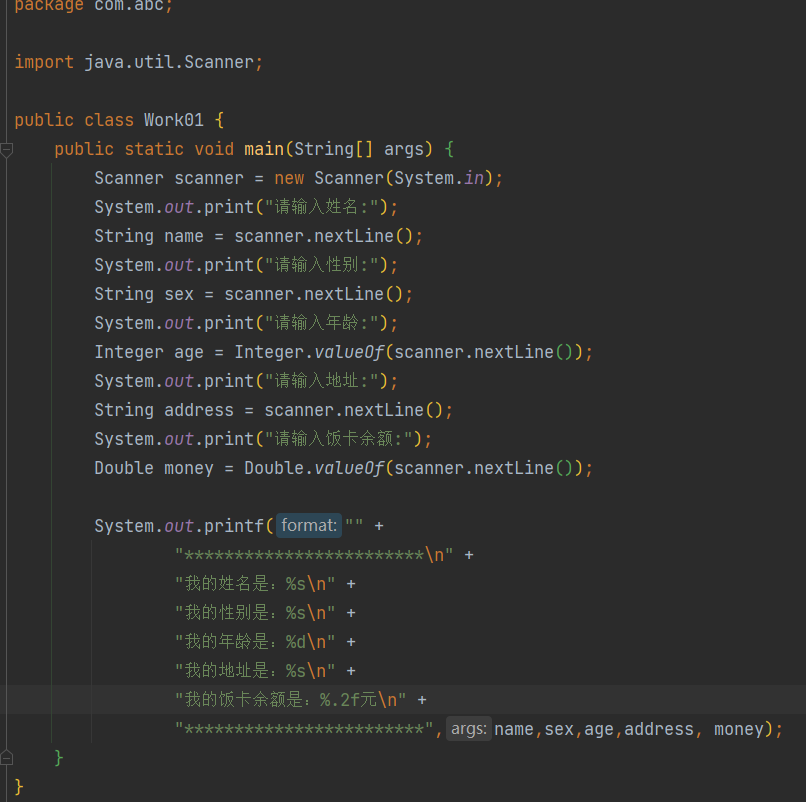 package com.abc;
import java.util.Scanner;
public class Work01 {
public static void main(String[] args) {
Scanner scanner = new Scanner(System.in);
System.out.print("请输入姓名:");
String name = scanner.nextLine();
System.out.print("请输入性别:");
String sex = scanner.nextLine();
System.out.print("请输入年龄:");
Integer age = Integer.valueOf(scanner.nextLine());
System.out.print("请输入地址:");
String address = scanner.nextLine();
System.out.print("请输入饭卡余额:");
Double money = Double.valueOf(scanner.nextLine());
System.out.printf( format: "" +
"************************\n" +
"我的姓名是：%s\n" +
"我的性别是：%s\n" +
"我的年龄是：%d\n" +
"我的地址是：%s\n" +
"我的饭卡余额是：%.2f元\n" +
"************************", args: name,sex,age,address, money);
}
}